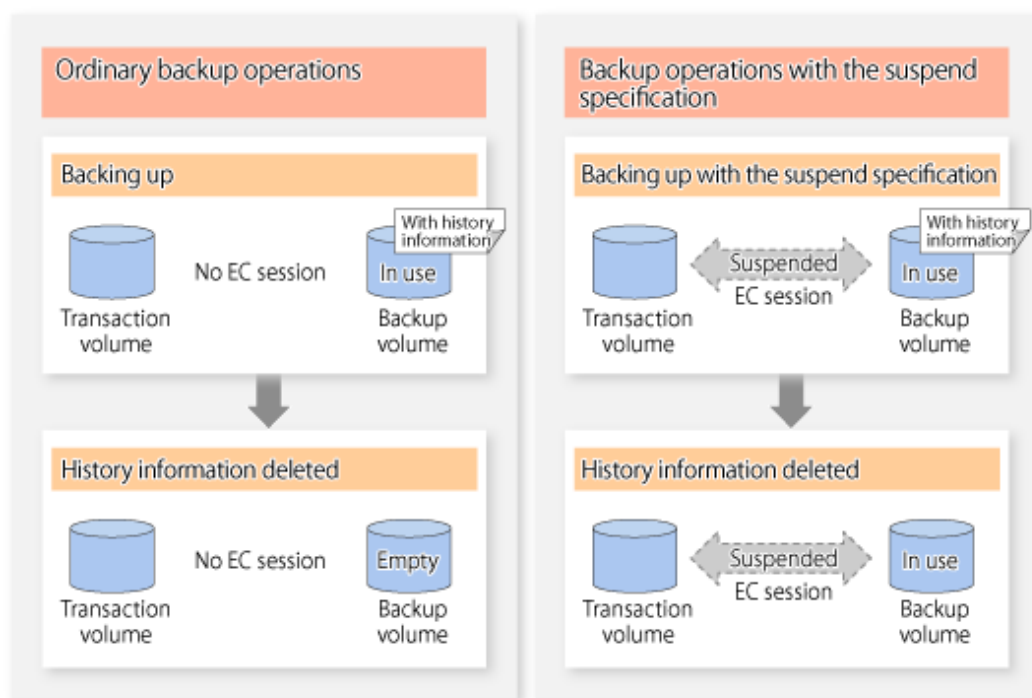 Ordinary backup operations
Backing up
With history
information
No EC session
In use
Transaction
volume
Backup
volume
History information deleted
No EC session
Empty
Transaction
volume
Backup
volume
Backup operations with the suspend
specification
Backing up with the suspend specification
With history
information
Suspended
In use
EC session
Transaction
volume
Backup
volume
History information deleted
Suspended
In use
EC session
Transaction
volume
Backup
volume